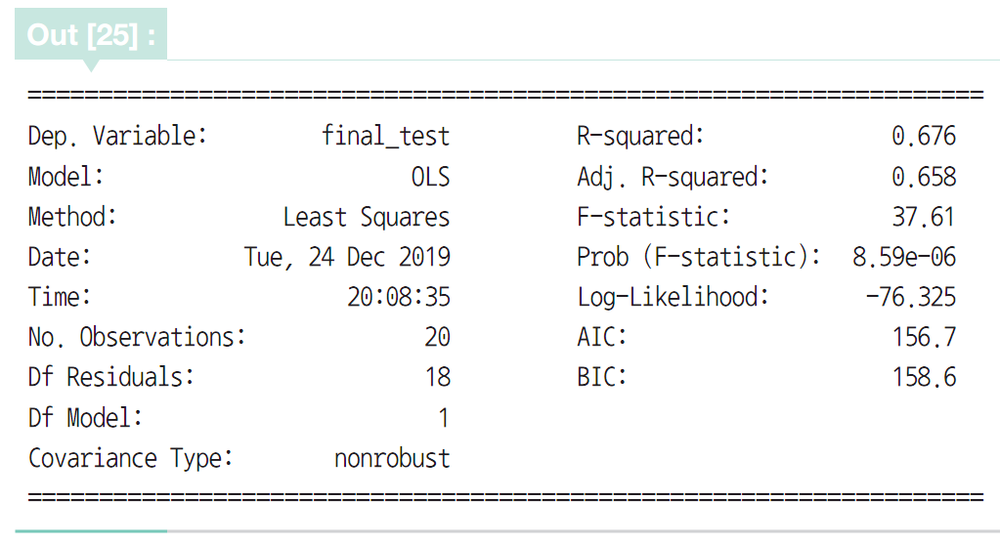 Out [25] :
==============================================================================
Dep. Variable: final_test R-squared: 0.676
Model: OLS Adj. R-squared: 0.658
Method: Least Squares F-statistic: 37.61
Date: Tue, 24 Dec 2019 Prob (F-statistic): 8.59e-06
Time: 20:08:35 Log-Likelihood: -76.325
No. Observations: 20 AIC: 156.7
Df Residuals: 18 BIC: 158.6
Df Model: 1
Covariance Type: nonrobust
==============================================================================